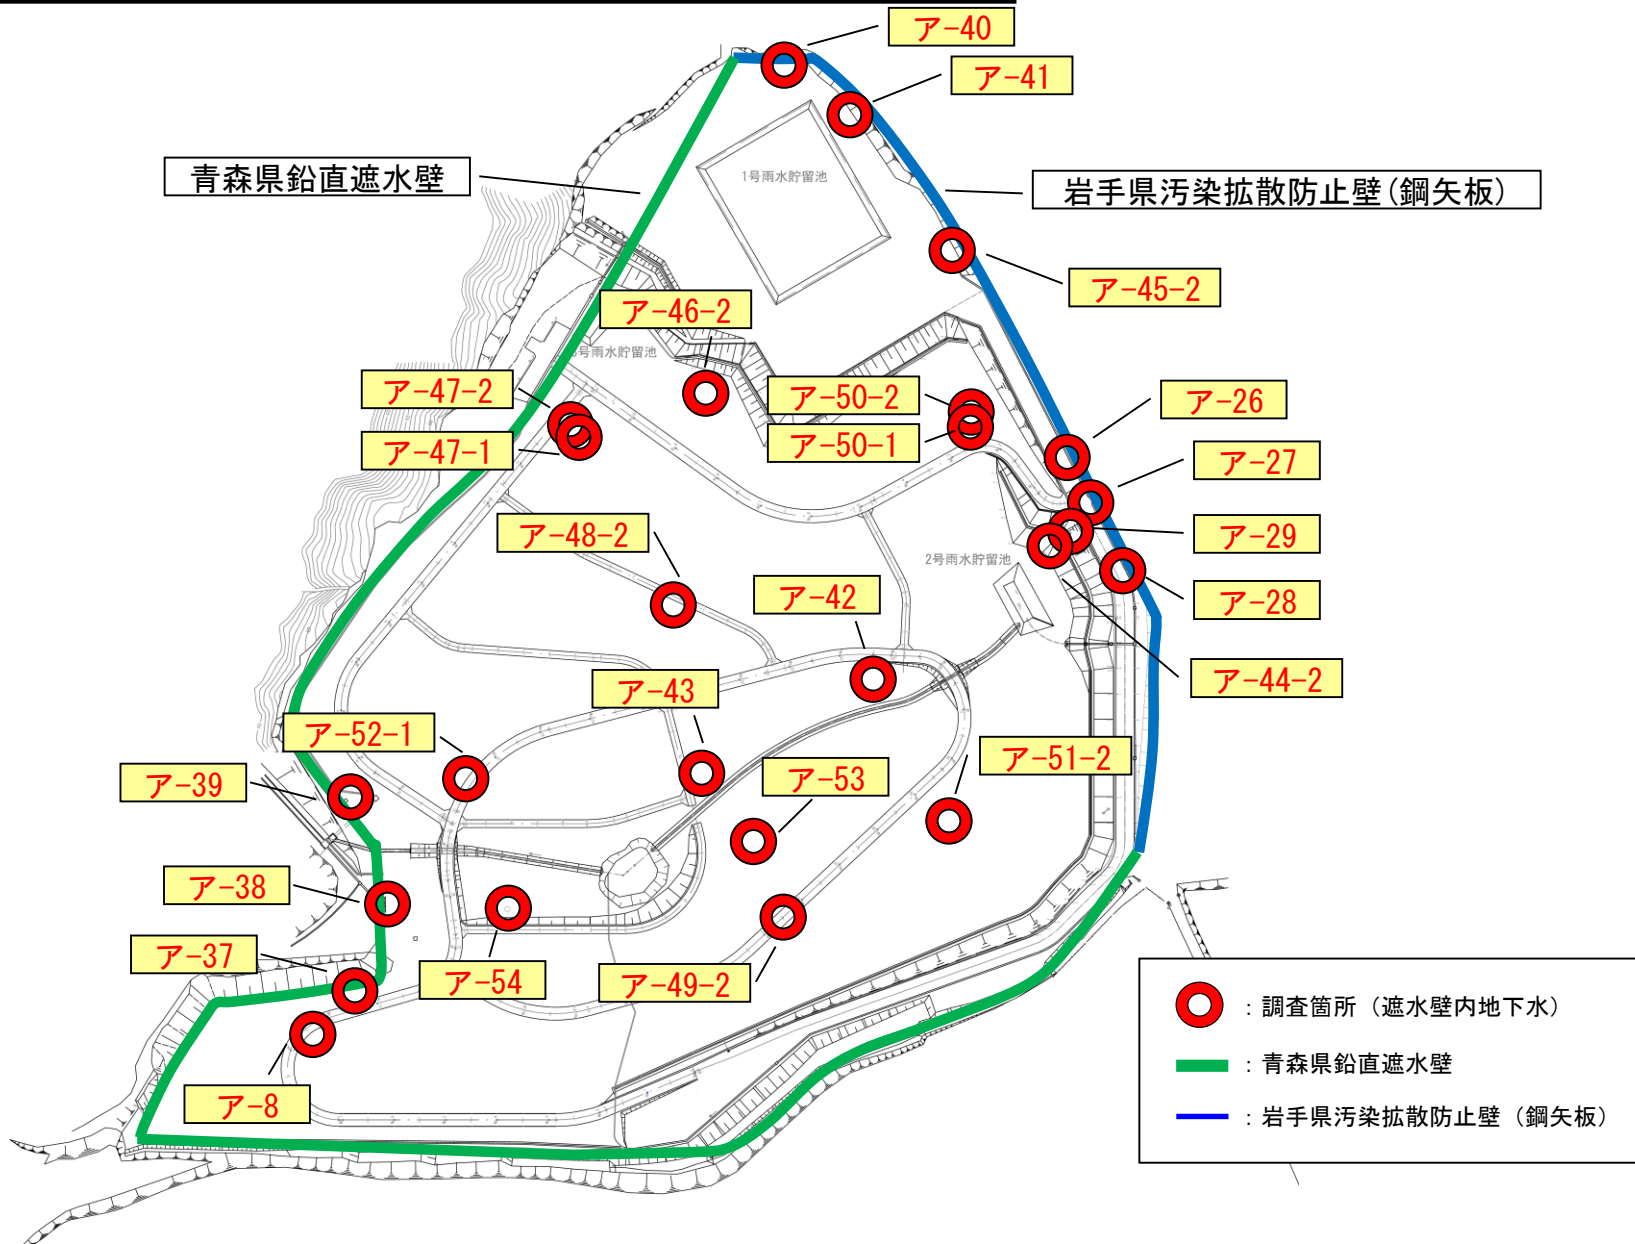 ア-40
ア-41
青森県鉛直遮水壁
1号雨水貯留池
岩手県汚染拡散防止壁(鋼矢板)
ア-45-2
ア-46-2
号雨水貯留池
ア-47-2
ア-50-2
ア-26
ア-47-1
ア-50-1
ア-27
ア-48-2
ア-29
2号雨水貯留池
ア-42
ア-28
ア-43
ア-44-2
ア-52-1
ア-51-2
ア-39
ア-53
ア-38
ア-37
ア-54
ア-49-2
ア-8
：調査箇所（遮水壁内地下水）
：青森県鉛直遮水壁
：岩手県汚染拡散防止壁（鋼矢板）